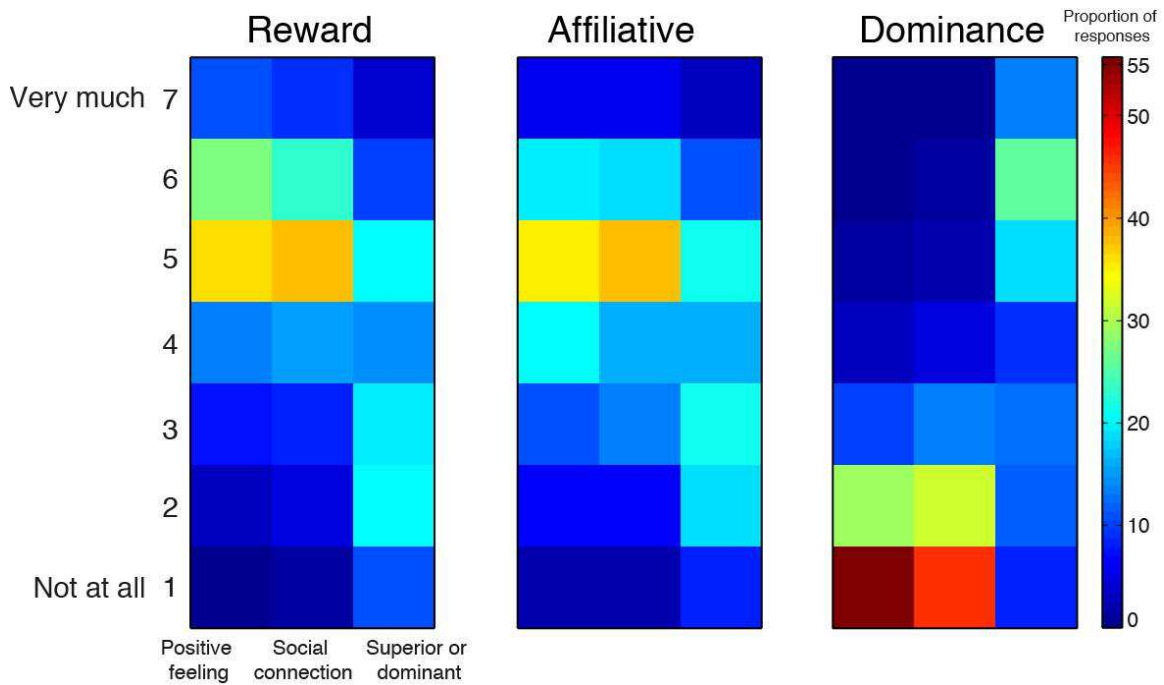 Reward
Affiliative
Dominance
Proportion of
responses
Very much 7
6
5
4
3
2
Not at all 1
55
50
40
30
20
10
0
Positive
feeling
Social
connection
Superior or
dominant